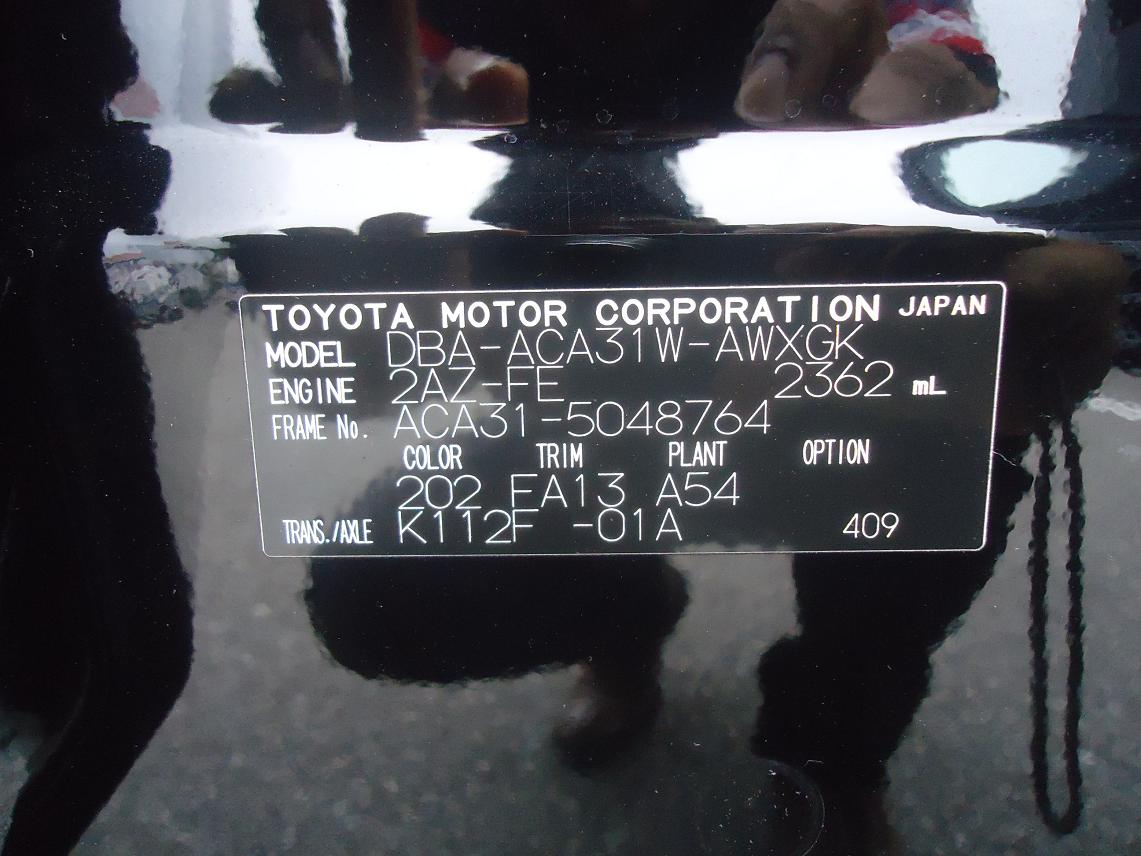 TOYOTA MOTOR CORPORATION JAPAN
MODEL DBA-ACA31W-AWXGK
ENGINE 2AZ-FE 2362 mL
FRAME No. ACA31-5048764
COLOR TRIM PLANT OPTION
202 FA13 A54
TRANS./AXLE K112F -01A 409